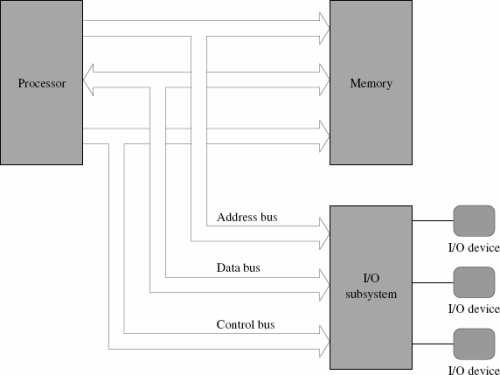 Processor
Memory
Address bus
I/O device
Data bus
I/O
subsystem
I/O device
Control bus
I/O device